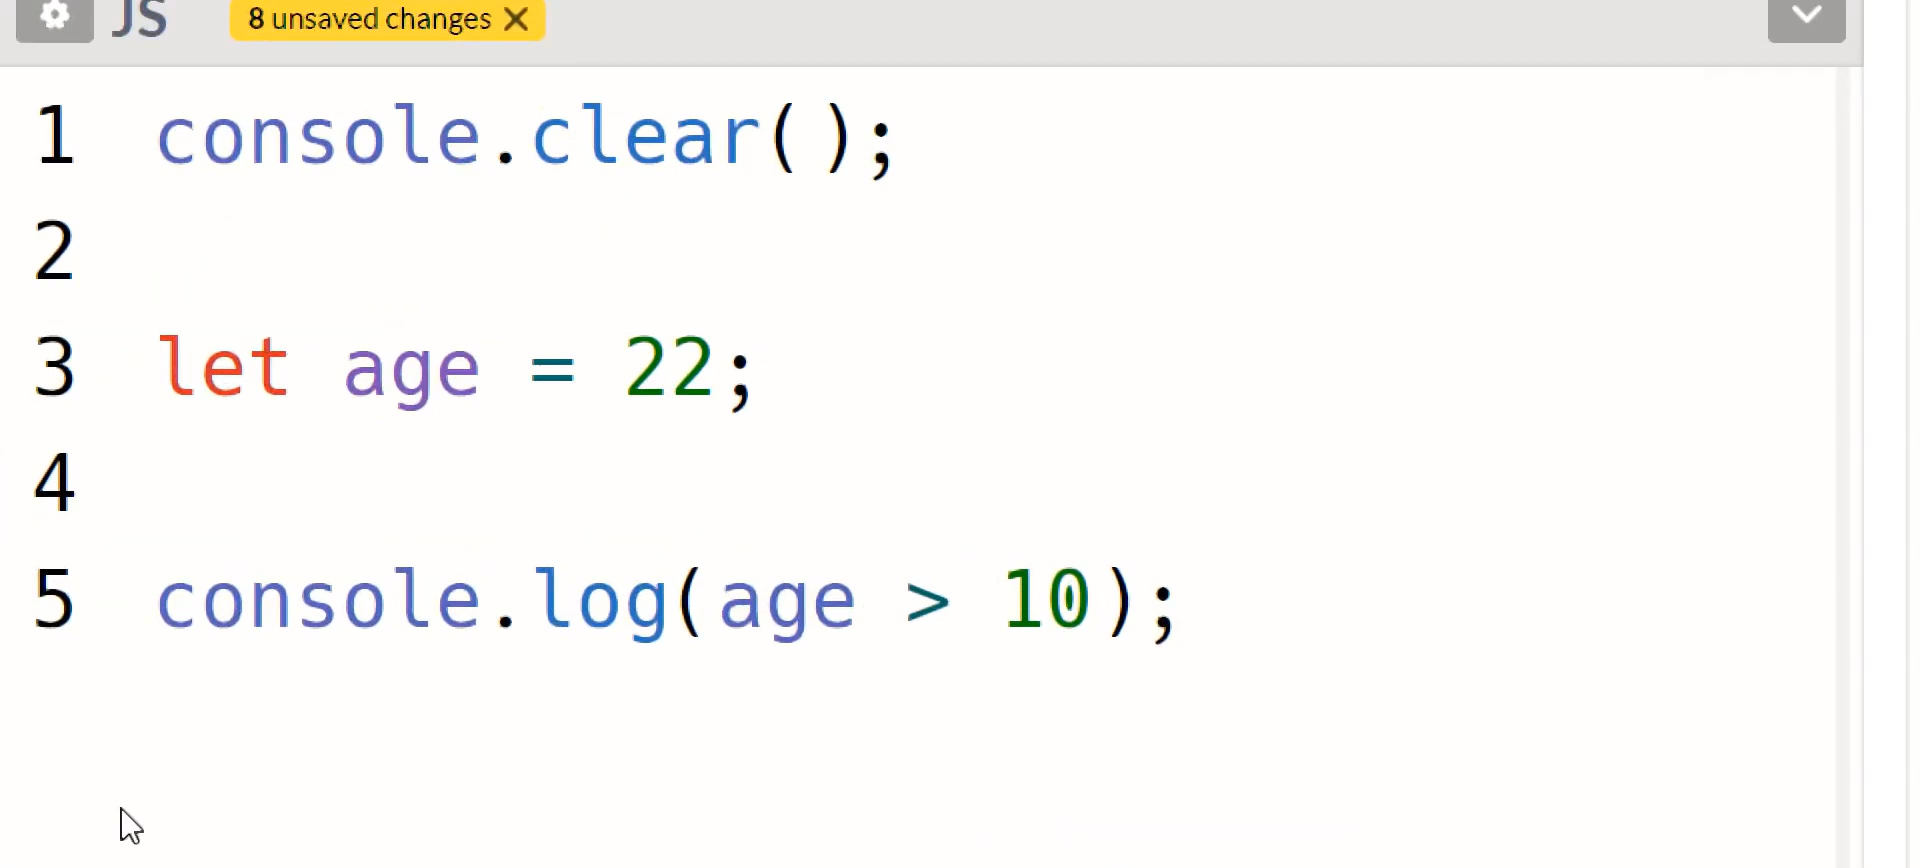 JS 8 unsaved changes X
1 console.clear();
2
3 let age = 22;
4
5 console.log(age > 10);